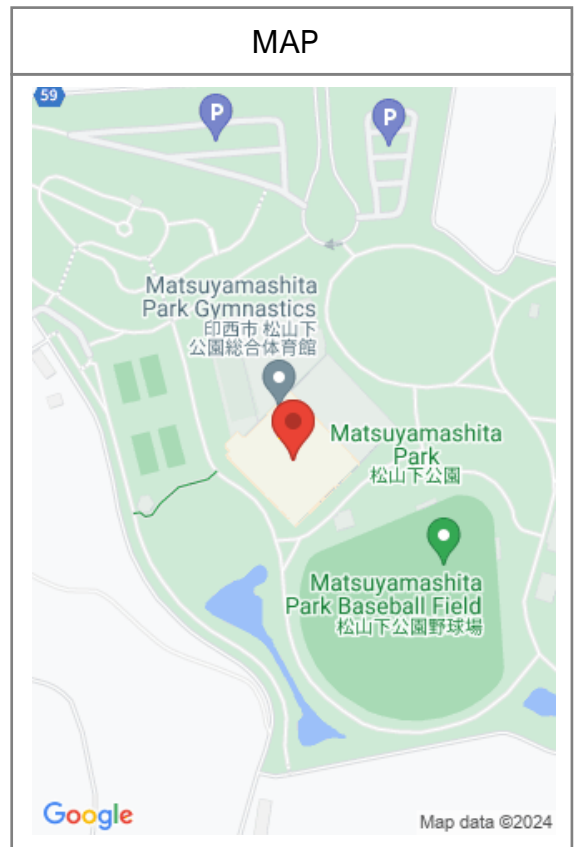 MAP
59
P
P
Matsuyamashita
Park Gymnastics
印西市 松山下
公園総合体育館
Matsuyamashita
Park
松山下公園
Matsuyamashita
Park Baseball Field
松山下公園野球場
Google
Map data ©2024